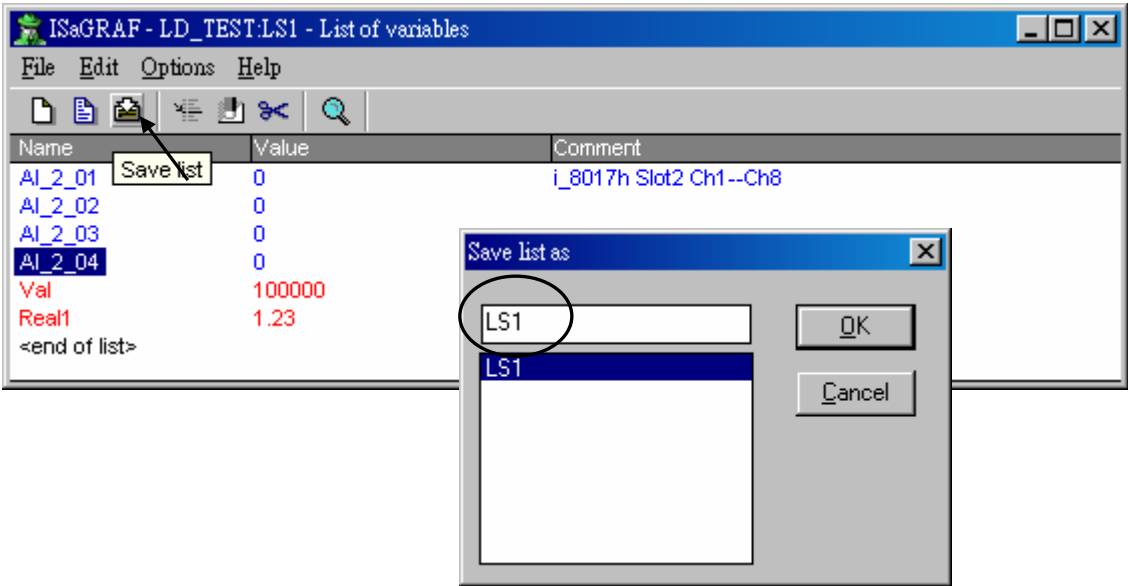 ISaGRAF - LD_TEST:LS1 - List of variables
File Edit Options Help
Name Value Comment
Save list
AI_2_01 0 i_8017h Slot2 Ch1--Ch8
AI_2_02 0
AI_2_03 0
AI_2_04 0
Val 100000
Real1 1.23
<end of list>
Save list as
LS1
OK
LS1
Cancel